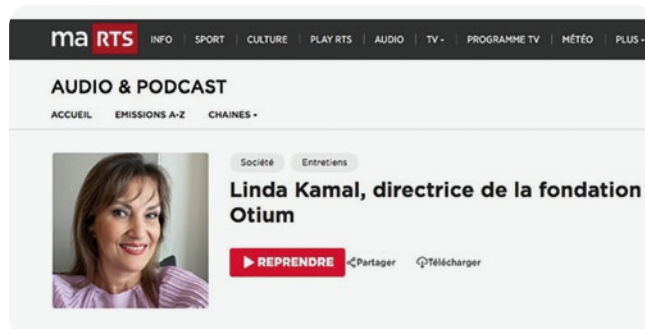 ma RTS INFO SPORT CULTURE PLAY RTS AUDIO TV PROGRAMME TV MÉTÉO PLUS
AUDIO & PODCAST
ACCUEIL EMISSIONS A-Z CHAINES
Société Entretiens
Linda Kamal, directrice de la fondation
Otium
REPRENDRE Partager Télécharger